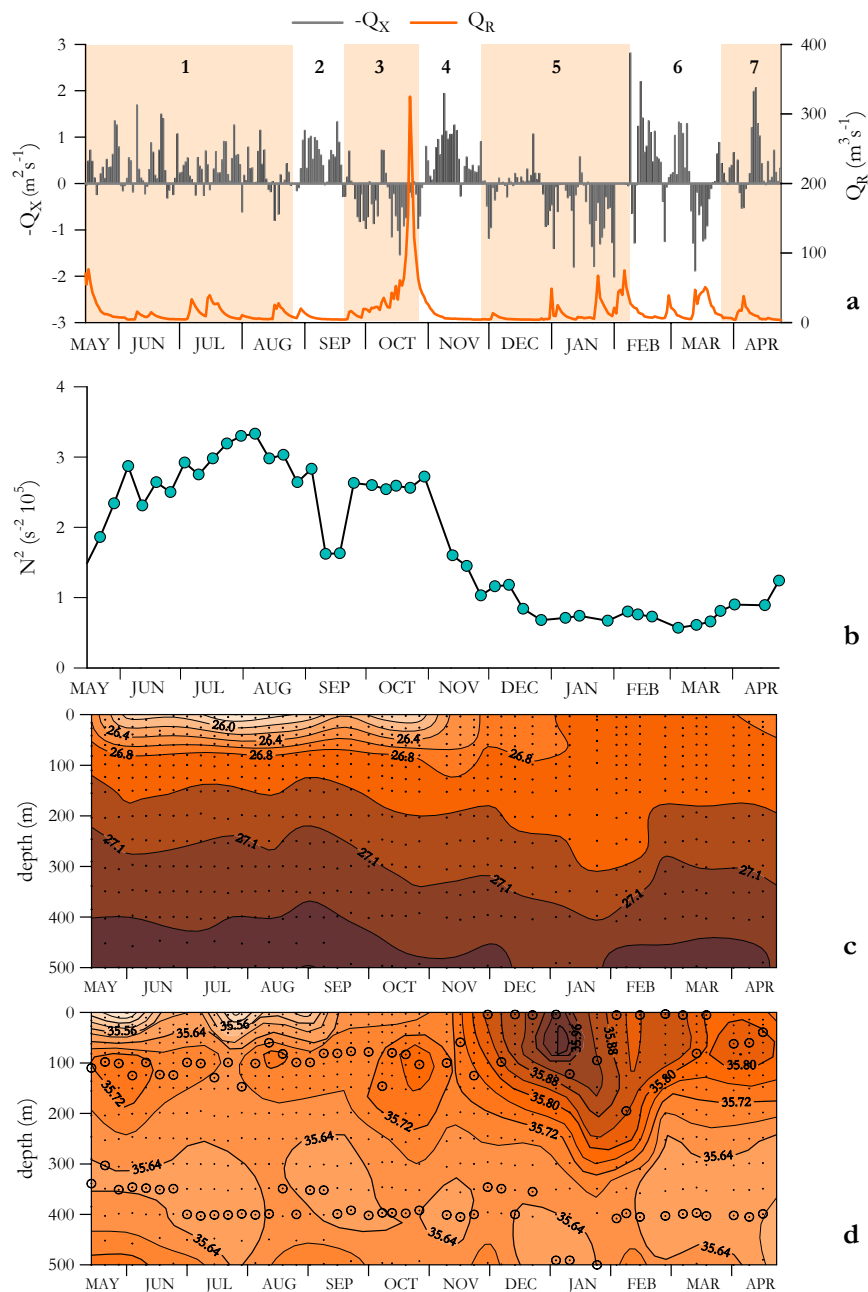 -Q_X Q_R
3 400
1 2 3 4 5 6 7
2 300
1
0 200
-1 100
-2
-3 0
-Q_X (m² s⁻¹)
Q_R (m³ s⁻¹)
a
MAY JUN JUL AUG SEP OCT NOV DEC JAN FEB MAR APR
4
3
2
1
0
N² (s⁻² 10⁵)
b
MAY JUN JUL AUG SEP OCT NOV DEC JAN FEB MAR APR
0
100
200
300
400
500
depth (m)
26.4 26.0 26.4 26.4
26.8 26.8 26.8 26.8
27.1 27.1 27.1 27.1 27.1
c
MAY JUN JUL AUG SEP OCT NOV DEC JAN FEB MAR APR
0
100
200
300
400
500
depth (m)
35.56 35.64 35.56 35.64 35.96 35.88
35.72 35.88 35.80 35.80
35.80 35.72 35.72 35.72
35.64 35.64 35.64
35.64 35.64 35.64
d
MAY JUN JUL AUG SEP OCT NOV DEC JAN FEB MAR APR